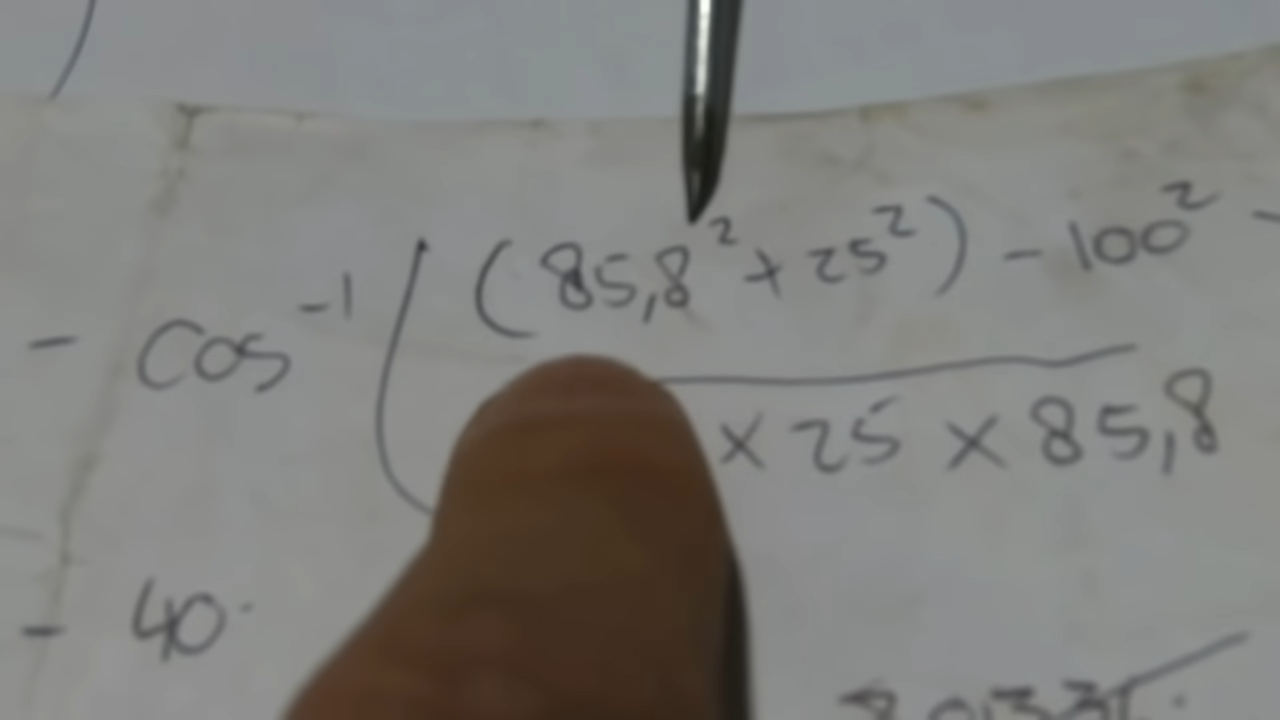 - cos⁻¹ ( (85,8² + 25²) - 100² -
× 25 × 85,8
- 40